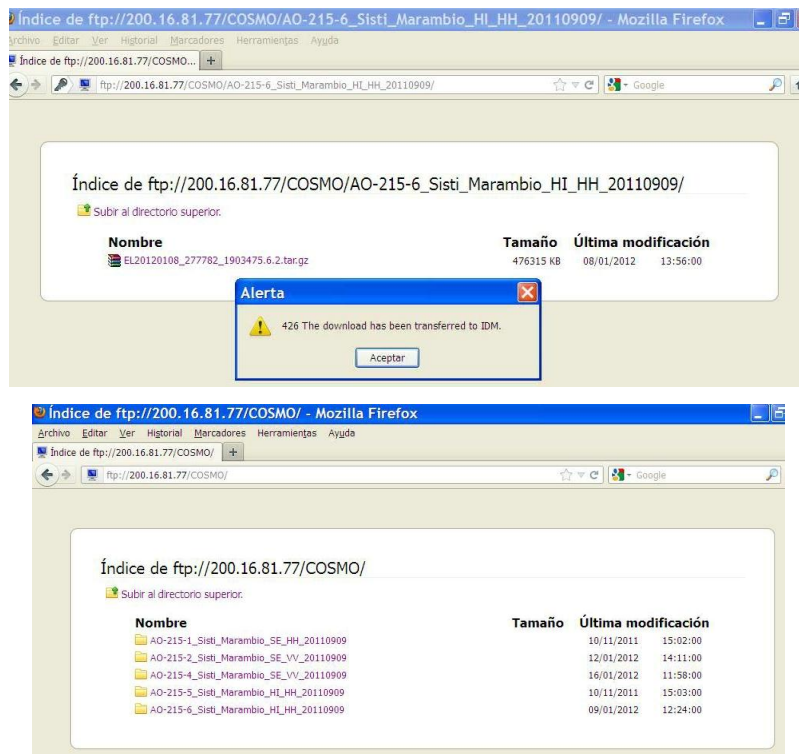 Índice de ftp://200.16.81.77/COSMO/AO-215-6_Sisti_Marambio_HI_HH_20110909/ - Mozilla Firefox
Archivo Editar Ver Historial Marcadores Herramientas Ayuda
Índice de ftp://200.16.81.77/COSMO... +
ftp://200.16.81.77/COSMO/AO-215-6_Sisti_Marambio_HI_HH_20110909/ Google
Índice de ftp://200.16.81.77/COSMO/AO-215-6_Sisti_Marambio_HI_HH_20110909/
Subir al directorio superior.
Nombre Tamaño Última modificación
EL20120108_277782_1903475.6.2.tar.gz 476315 KB 08/01/2012 13:56:00
Alerta
426 The download has been transferred to IDM.
Aceptar
Índice de ftp://200.16.81.77/COSMO/ - Mozilla Firefox
Archivo Editar Ver Historial Marcadores Herramientas Ayuda
Índice de ftp://200.16.81.77/COSMO/ +
ftp://200.16.81.77/COSMO/ Google
Índice de ftp://200.16.81.77/COSMO/
Subir al directorio superior.
Nombre Tamaño Última modificación
AO-215-1_Sisti_Marambio_SE_HH_20110909 10/11/2011 15:02:00
AO-215-2_Sisti_Marambio_SE_VV_20110909 12/01/2012 14:11:00
AO-215-4_Sisti_Marambio_SE_VV_20110909 16/01/2012 11:58:00
AO-215-5_Sisti_Marambio_HI_HH_20110909 10/11/2011 15:03:00
AO-215-6_Sisti_Marambio_HI_HH_20110909 09/01/2012 12:24:00